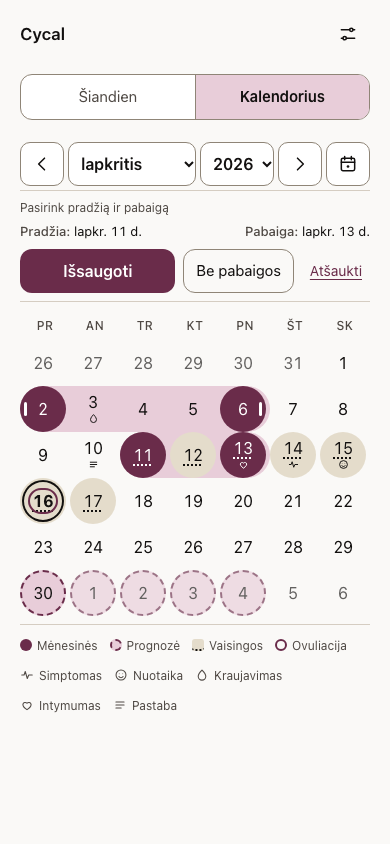 Cycal
Šiandien Kalendorius
lapkritis 2026
Pasirink pradžią ir pabaigą
Pradžia: lapkr. 11 d. Pabaiga: lapkr. 13 d.
Išsaugoti Be pabaigos Atšaukti
PR AN TR KT PN ŠT SK
26 27 28 29 30 31 1
2 3 4 5 6 7 8
9 10 11 12 13 14 15
16 17 18 19 20 21 22
23 24 25 26 27 28 29
30 1 2 3 4 5 6
Mėnesinės Prognozė Vaisingos Ovuliacija
Simptomas Nuotaika Kraujavimas
Intymumas Pastaba